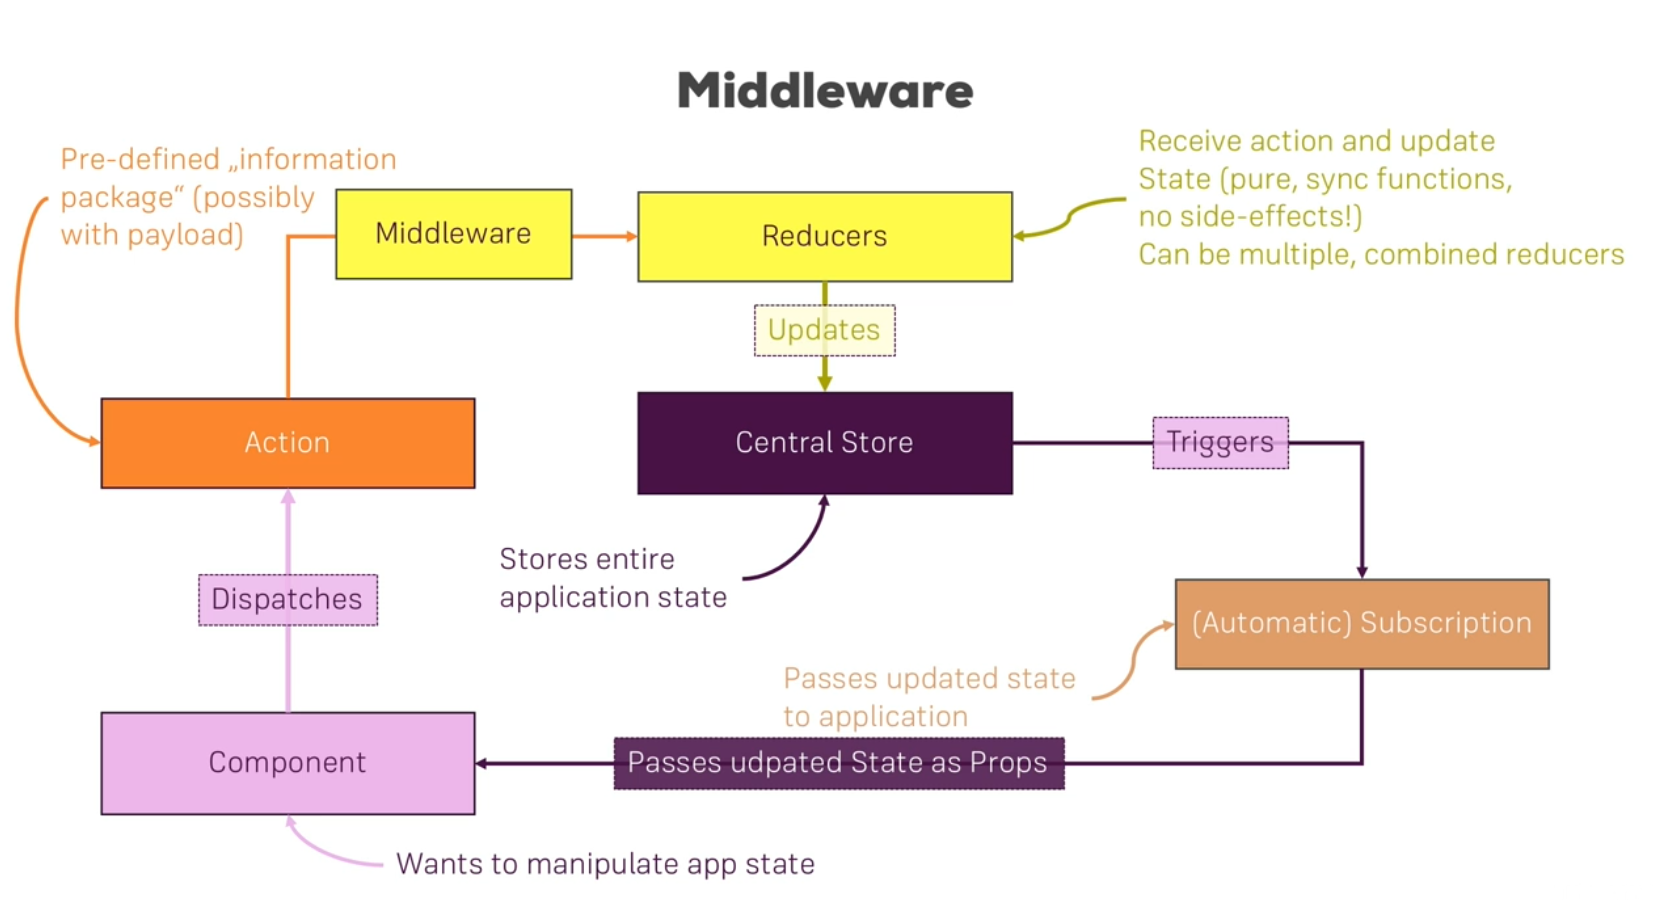 Middleware
Pre-defined „information
package“ (possibly
with payload)
Middleware
Reducers
Receive action and update
State (pure, sync functions,
no side-effects!)
Can be multiple, combined reducers
Updates
Action
Central Store
Triggers
Stores entire
application state
Dispatches
(Automatic) Subscription
Passes updated state
to application
Component
Passes udpated State as Props
Wants to manipulate app state